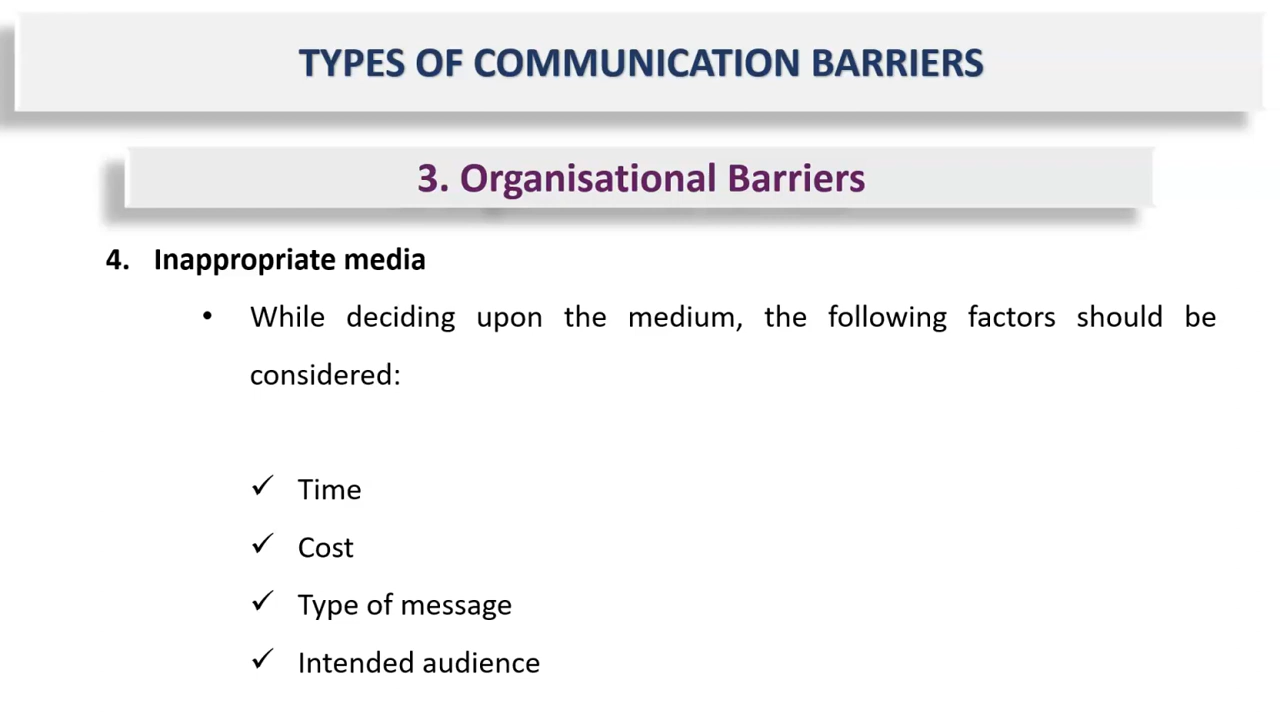 TYPES OF COMMUNICATION BARRIERS
3. Organisational Barriers
4. Inappropriate media
• While deciding upon the medium, the following factors should be
considered:
✓ Time
✓ Cost
✓ Type of message
✓ Intended audience